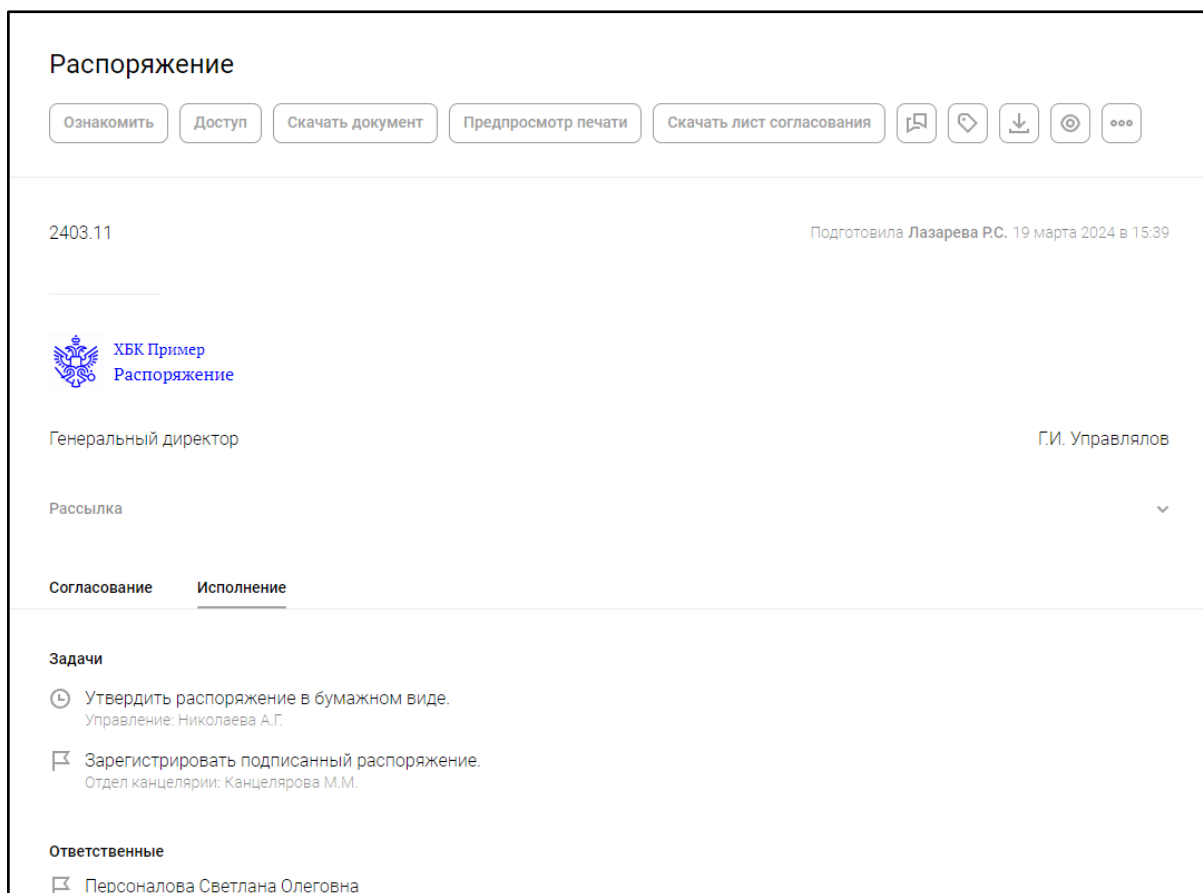 Распоряжение
Ознакомить Доступ Скачать документ Предпросмотр печати Скачать лист согласования
2403.11 Подготовила Лазарева Р.С. 19 марта 2024 в 15:39
ХБК Пример
Распоряжение
Генеральный директор Г.И. Управлялов
Рассылка
Согласование Исполнение
Задачи
Утвердить распоряжение в бумажном виде.
Управление: Николаева А.Г.
Зарегистрировать подписанный распоряжение.
Отдел канцелярии: Канцелярова М.М.
Ответственные
Персоналова Светлана Олеговна